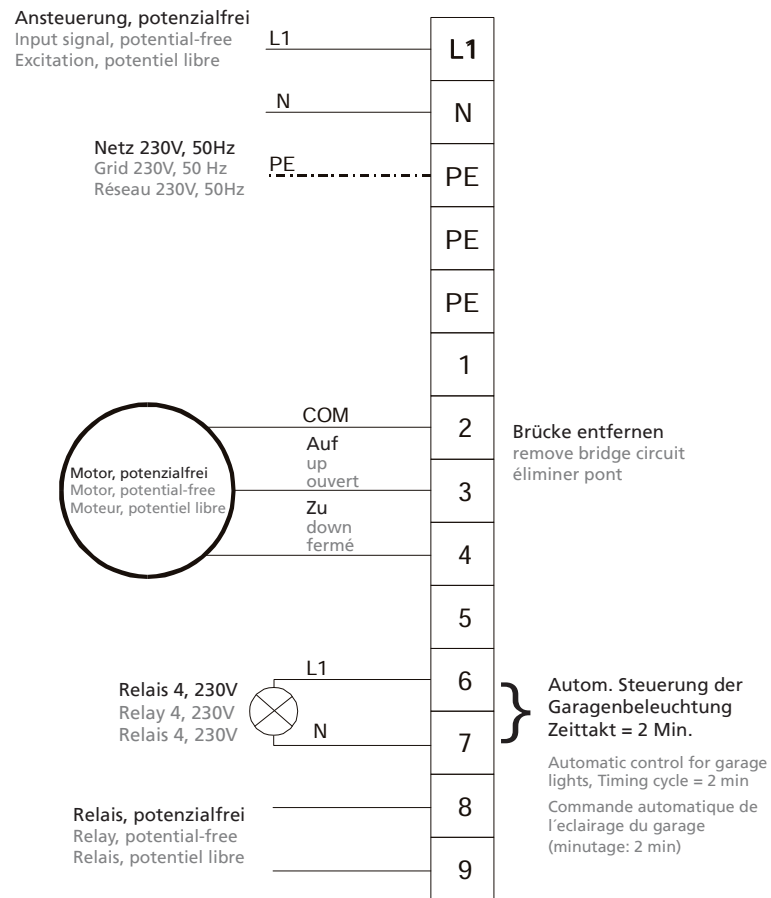 Ansteuerung, potenzialfrei
Input signal, potential-free
Excitation, potentiel libre
L1
L1
N
N
Netz 230V, 50Hz
Grid 230V, 50 Hz
Réseau 230V, 50Hz
PE
PE
PE
PE
1
COM
2
Auf
up
ouvert
3
Zu
down
fermé
4
Motor, potenzialfrei
Motor, potential-free
Moteur, potentiel libre
Brücke entfernen
remove bridge circuit
éliminer pont
5
Relais 4, 230V
Relay 4, 230V
Relais 4, 230V
L1
6
N
7
Autom. Steuerung der
Garagenbeleuchtung
Zeittakt = 2 Min.
Automatic control for garage
lights, Timing cycle = 2 min
Commande automatique de
l´eclairage du garage
(minutage: 2 min)
Relais, potenzialfrei
Relay, potential-free
Relais, potentiel libre
8
9